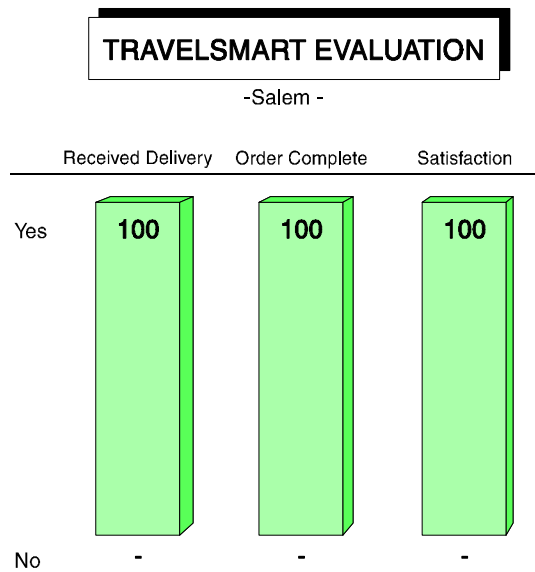 TRAVELSMART EVALUATION
-Salem -
Received Delivery Order Complete Satisfaction
Yes 100 100 100
No - - -